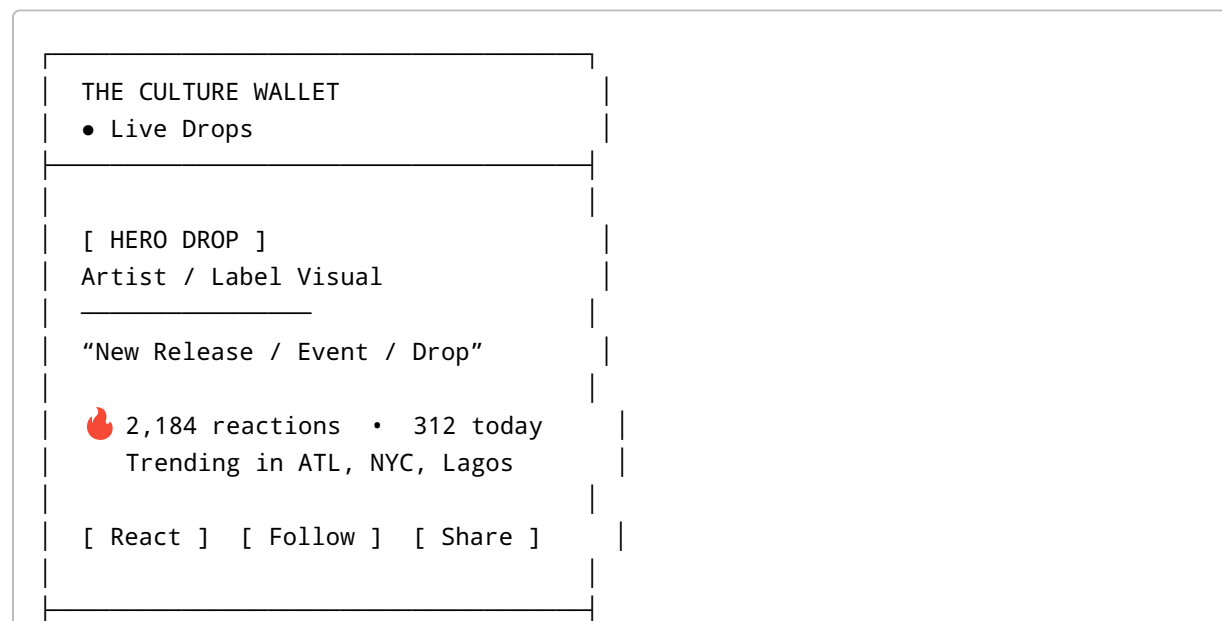 THE CULTURE WALLET
● Live Drops
[ HERO DROP ]
Artist / Label Visual
“New Release / Event / Drop”
🔥 2,184 reactions • 312 today
Trending in ATL, NYC, Lagos
[ React ] [ Follow ] [ Share ]